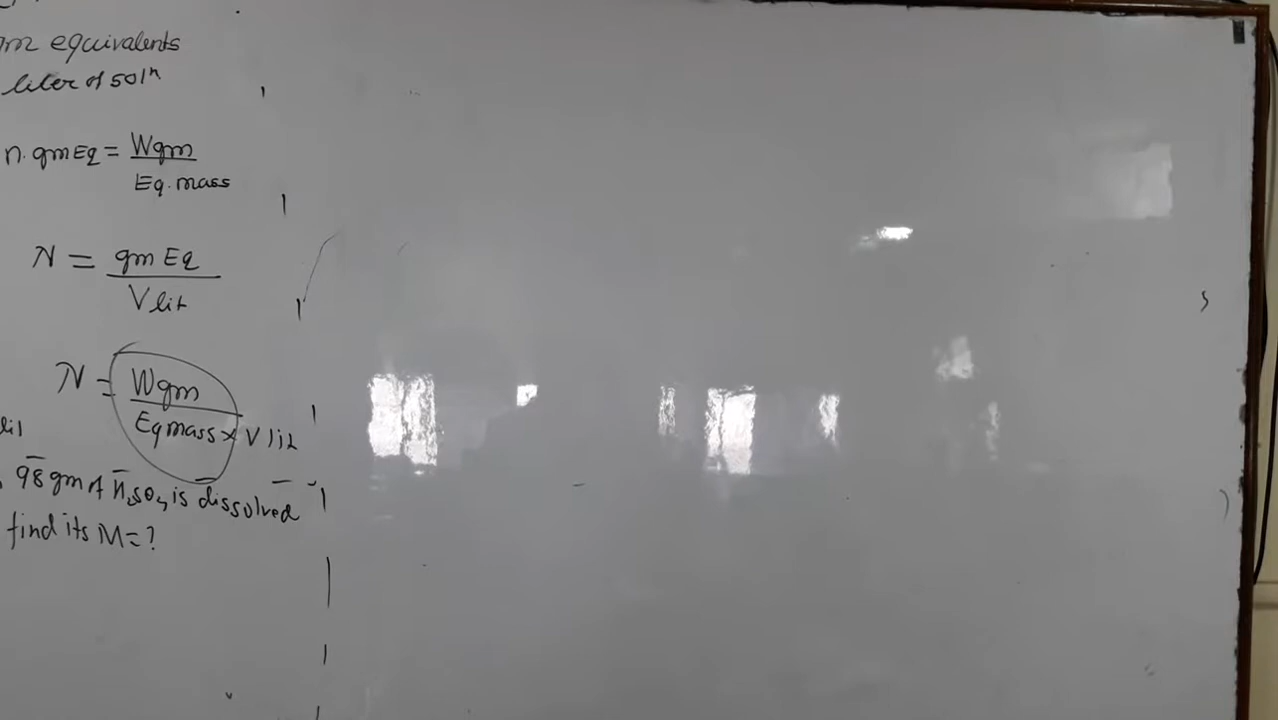 gm equivalents
liter of solⁿ
n. gmEq = Wgm / Eq. mass
N = gm Eq / V lit
N = Wgm / Eqmass × V lit
98 gm of H₂SO₄ is dissolved
find its M=?